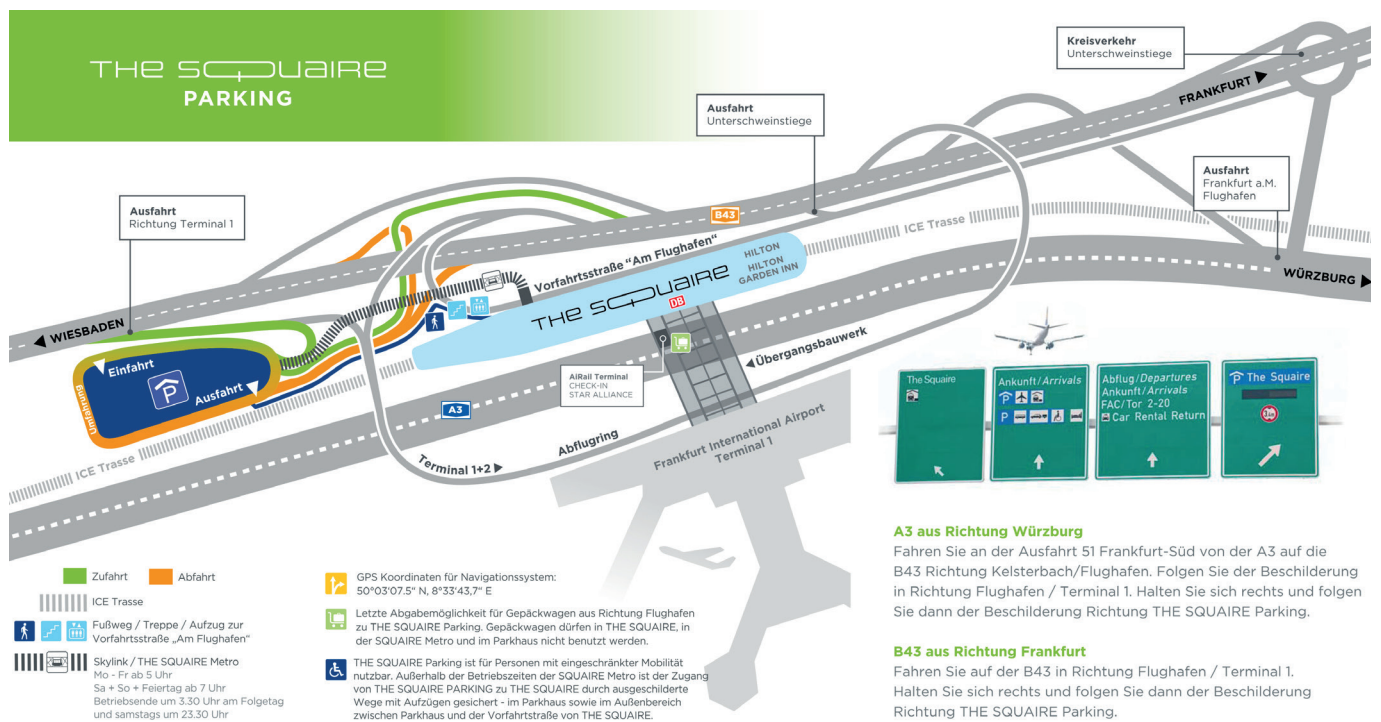 THE SQUAIRE
PARKING
Kreisverkehr
Unterschweinstiege
FRANKFURT
Ausfahrt
Unterschweinstiege
Ausfahrt
Frankfurt a.M.
Flughafen
Ausfahrt
Richtung Terminal 1
B43
ICE Trasse
Vorfahrtsstraße "Am Flughafen“
HILTON
HILTON
GARDEN INN
THE SQUAIRE
DB
WÜRZBURG
WIESBADEN
Einfahrt
P
Ausfahrt
Umfahrung
Übergangsbauwerk
AiRail Terminal
CHECK-IN
STAR ALLIANCE
A3
ICE Trasse
Terminal 1+2
Abflugring
Frankfurt International Airport
Terminal 1
The Squaire
Ankunft/Arrivals
P
P
Abflug/Departures
Ankunft/Arrivals
FAC/Tor 2-20
Car Rental Return
P The Squaire
Zufahrt
Abfahrt
ICE Trasse
Fußweg / Treppe / Aufzug zur
Vorfahrtsstraße „Am Flughafen“
Skylink / THE SQUAIRE Metro
Mo - Fr ab 5 Uhr
Sa + So + Feiertag ab 7 Uhr
Betriebsende um 3.30 Uhr am Folgetag
und samstags um 23.30 Uhr
GPS Koordinaten für Navigationssystem:
50°03'07.5“ N, 8°33'43,7“ E
Letzte Abgabemöglichkeit für Gepäckwagen aus Richtung Flughafen
zu THE SQUAIRE Parking. Gepäckwagen dürfen in THE SQUAIRE, in
der SQUAIRE Metro und im Parkhaus nicht benutzt werden.
THE SQUAIRE Parking ist für Personen mit eingeschränkter Mobilität
nutzbar. Außerhalb der Betriebszeiten der SQUAIRE Metro ist der Zugang
von THE SQUAIRE PARKING zu THE SQUAIRE durch ausgeschilderte
Wege mit Aufzügen gesichert - im Parkhaus sowie im Außenbereich
zwischen Parkhaus und der Vorfahrtstraße von THE SQUAIRE.
A3 aus Richtung Würzburg
Fahren Sie an der Ausfahrt 51 Frankfurt-Süd von der A3 auf die
B43 Richtung Kelsterbach/Flughafen. Folgen Sie der Beschilderung
in Richtung Flughafen / Terminal 1. Halten Sie sich rechts und folgen
Sie dann der Beschilderung Richtung THE SQUAIRE Parking.
B43 aus Richtung Frankfurt
Fahren Sie auf der B43 in Richtung Flughafen / Terminal 1.
Halten Sie sich rechts und folgen Sie dann der Beschilderung
Richtung THE SQUAIRE Parking.